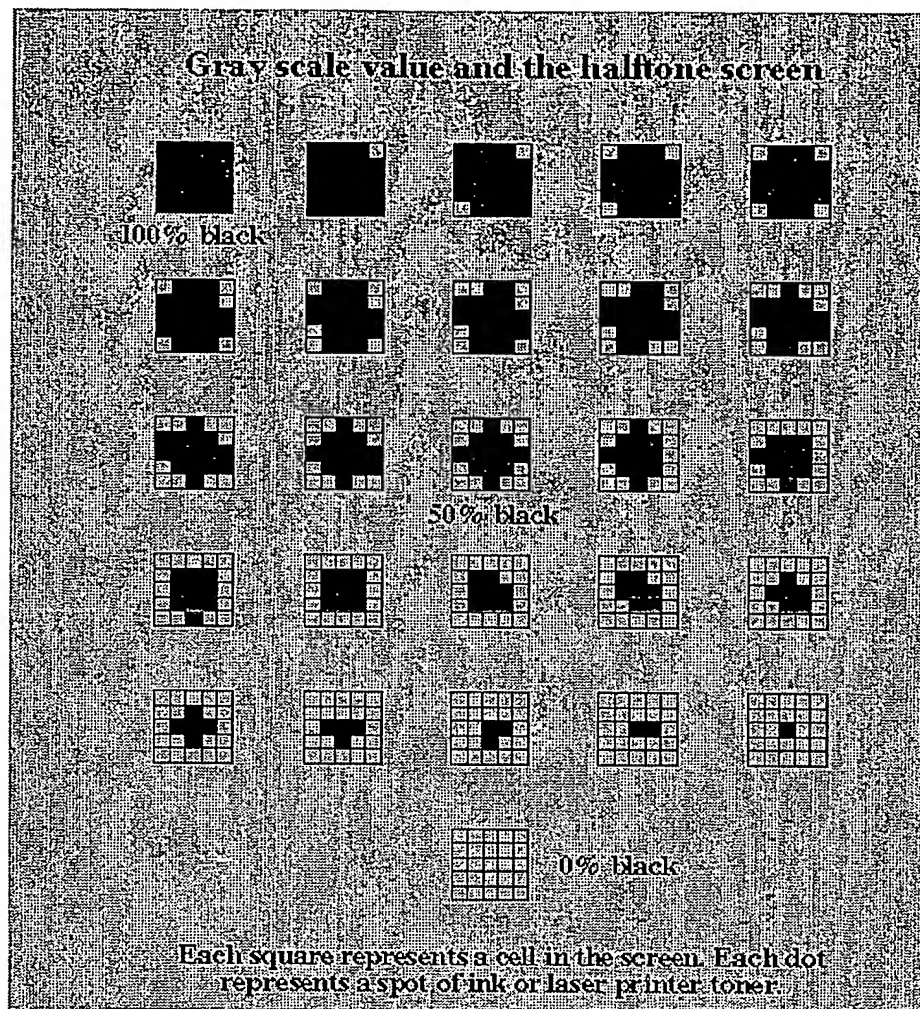 Gray scale value and the halftone screen
100% black
50% black
0% black
Each square represents a cell in the screen. Each dot
represents a spot of ink or laser printer toner.